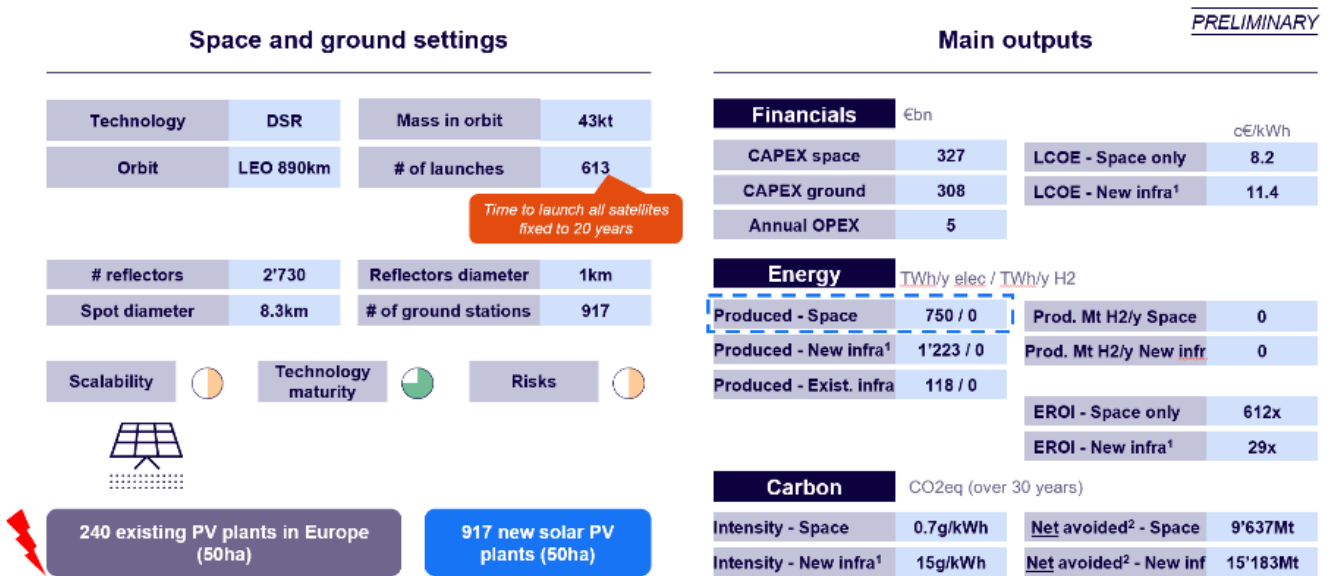 PRELIMINARY
Space and ground settings
Technology DSR
Mass in orbit 43kt
Orbit LEO 890km
# of launches 613
Time to launch all satellites
fixed to 20 years
# reflectors 2'730
Reflectors diameter 1km
Spot diameter 8.3km
# of ground stations 917
Scalability
Technology
maturity
Risks
240 existing PV plants in Europe
(50ha)
917 new solar PV
plants (50ha)
Main outputs
Financials €bn
c€/kWh
CAPEX space 327
LCOE - Space only 8.2
CAPEX ground 308
LCOE - New infra¹ 11.4
Annual OPEX 5
Energy TWh/y elec / TWh/y H2
Produced - Space 750 / 0
Prod. Mt H2/y Space 0
Produced - New infra¹ 1'223 / 0
Prod. Mt H2/y New infr 0
Produced - Exist. infra 118 / 0
EROI - Space only 612x
EROI - New infra¹ 29x
Carbon CO2eq (over 30 years)
Intensity - Space 0.7g/kWh
Net avoided² - Space 9'637Mt
Intensity - New infra¹ 15g/kWh
Net avoided² - New inf 15'183Mt